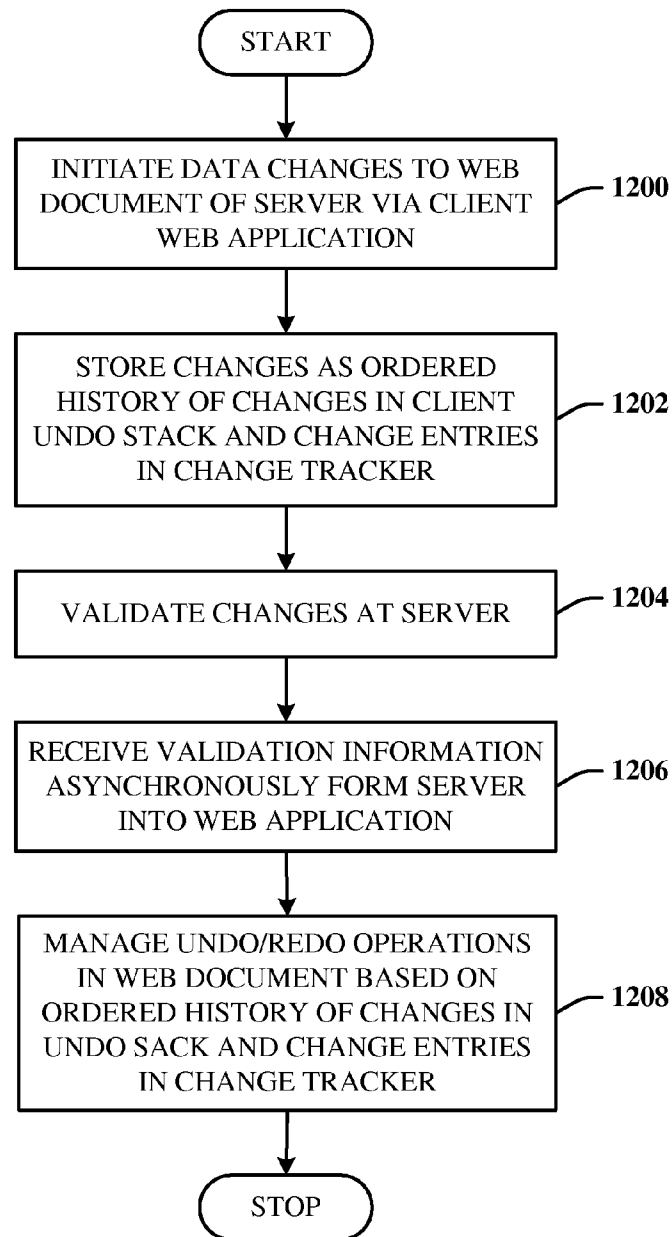 START
INITIATE DATA CHANGES TO WEB
DOCUMENT OF SERVER VIA CLIENT
WEB APPLICATION
1200
STORE CHANGES AS ORDERED
HISTORY OF CHANGES IN CLIENT
UNDO STACK AND CHANGE ENTRIES
IN CHANGE TRACKER
1202
VALIDATE CHANGES AT SERVER
1204
RECEIVE VALIDATION INFORMATION
ASYNCHRONOUSLY FORM SERVER
INTO WEB APPLICATION
1206
MANAGE UNDO/REDO OPERATIONS
IN WEB DOCUMENT BASED ON
ORDERED HISTORY OF CHANGES IN
UNDO SACK AND CHANGE ENTRIES
IN CHANGE TRACKER
1208
STOP